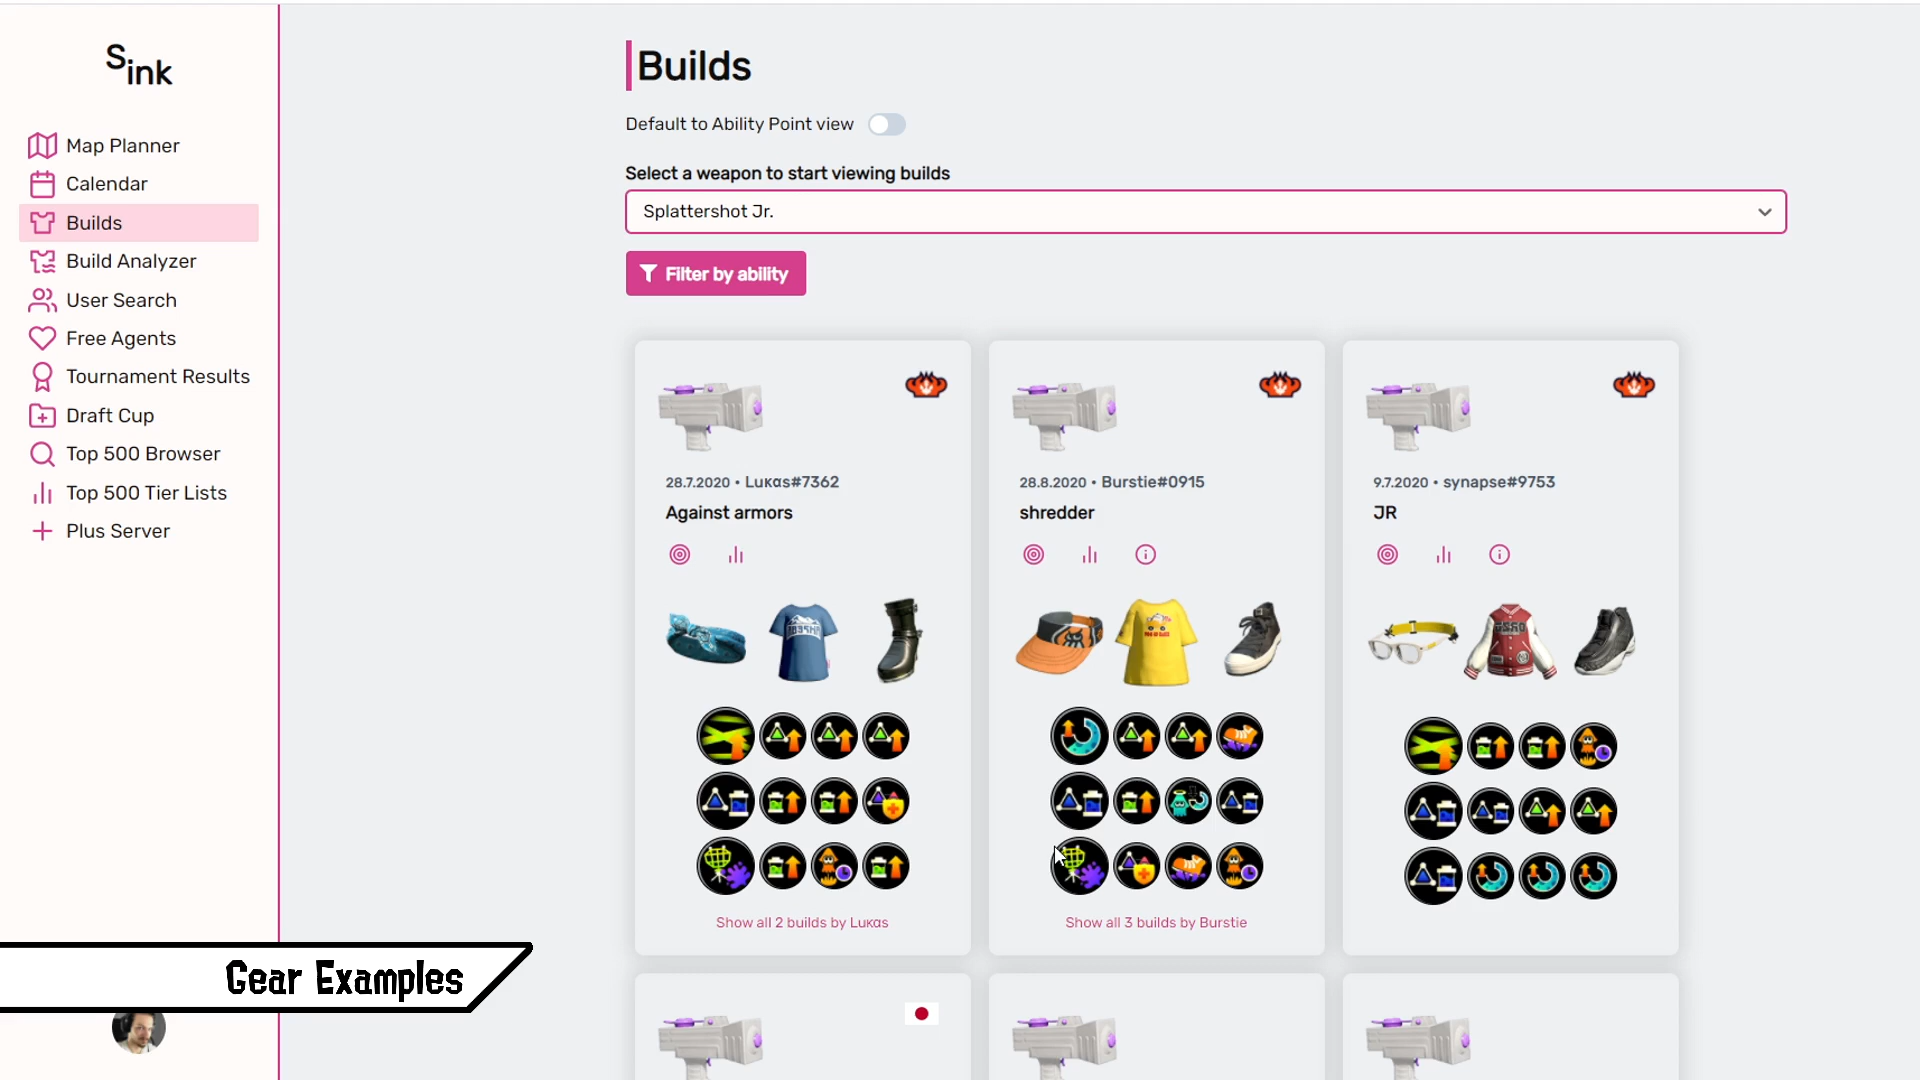 Sink
Map Planner
Calendar
Builds
Build Analyzer
User Search
Free Agents
Tournament Results
Draft Cup
Top 500 Browser
Top 500 Tier Lists
Plus Server
Builds
Default to Ability Point view
Select a weapon to start viewing builds
Splattershot Jr.
Filter by ability
28.7.2020 • Lukɑs#7362
Against armors
Show all 2 builds by Lukɑs
28.8.2020 • Burstie#0915
shredder
Show all 3 builds by Burstie
9.7.2020 • synapse#9753
JR
Gear Examples